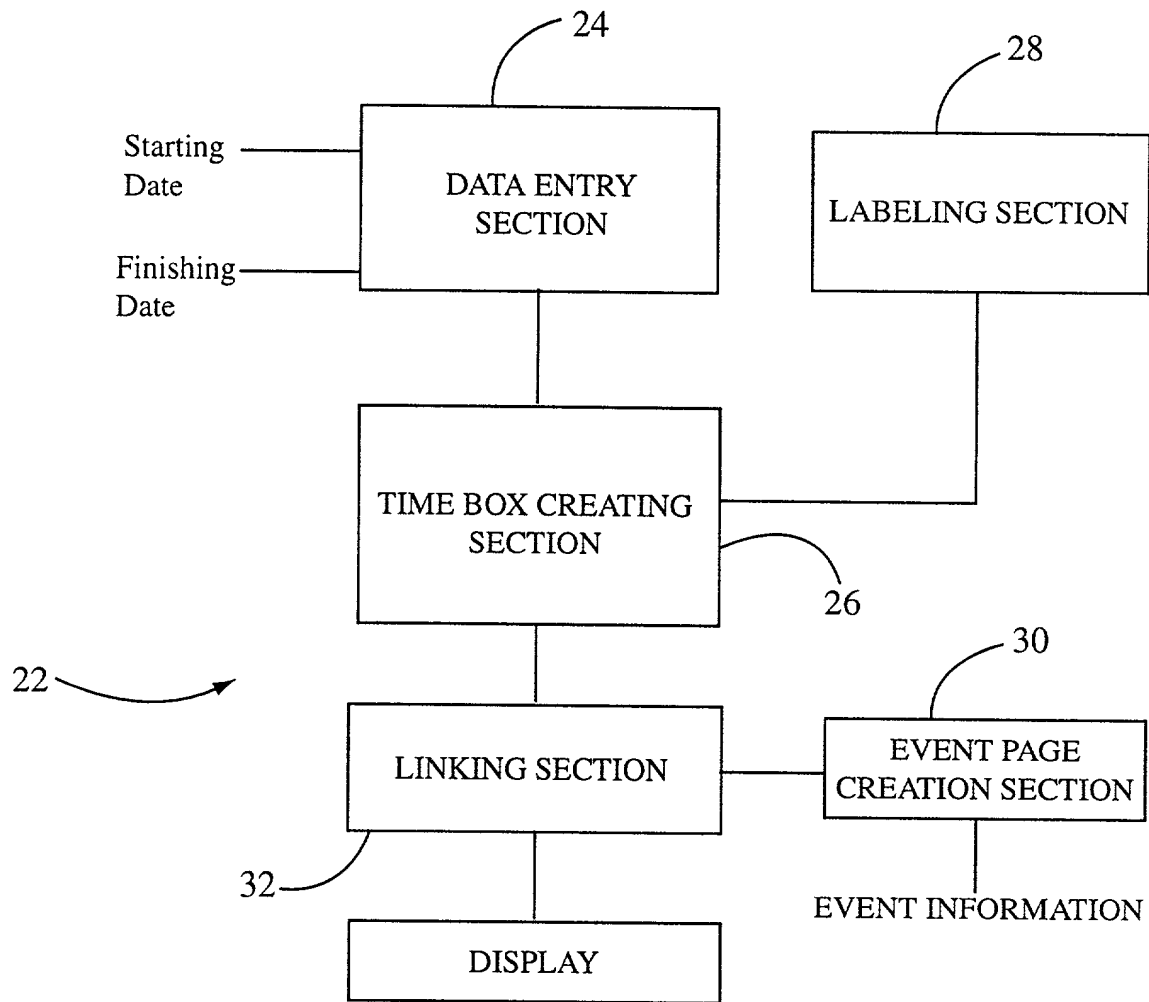 24
28
Starting
Date
DATA ENTRY
SECTION
LABELING SECTION
Finishing
Date
TIME BOX CREATING
SECTION
26
22
30
LINKING SECTION
EVENT PAGE
CREATION SECTION
32
EVENT INFORMATION
DISPLAY